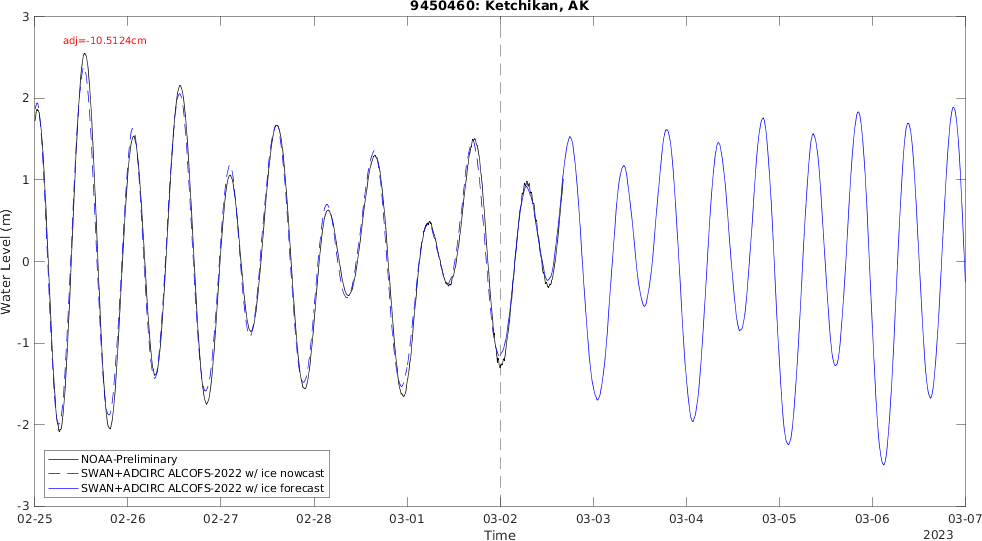 9450460: Ketchikan, AK
adj=-10.5124cm
Water Level (m)
3
2
1
0
-1
-2
-3
NOAA-Preliminary
SWAN+ADCIRC ALCOFS-2022 w/ ice nowcast
SWAN+ADCIRC ALCOFS-2022 w/ ice forecast
02-25 02-26 02-27 02-28 03-01 03-02 03-03 03-04 03-05 03-06 03-07
Time
2023